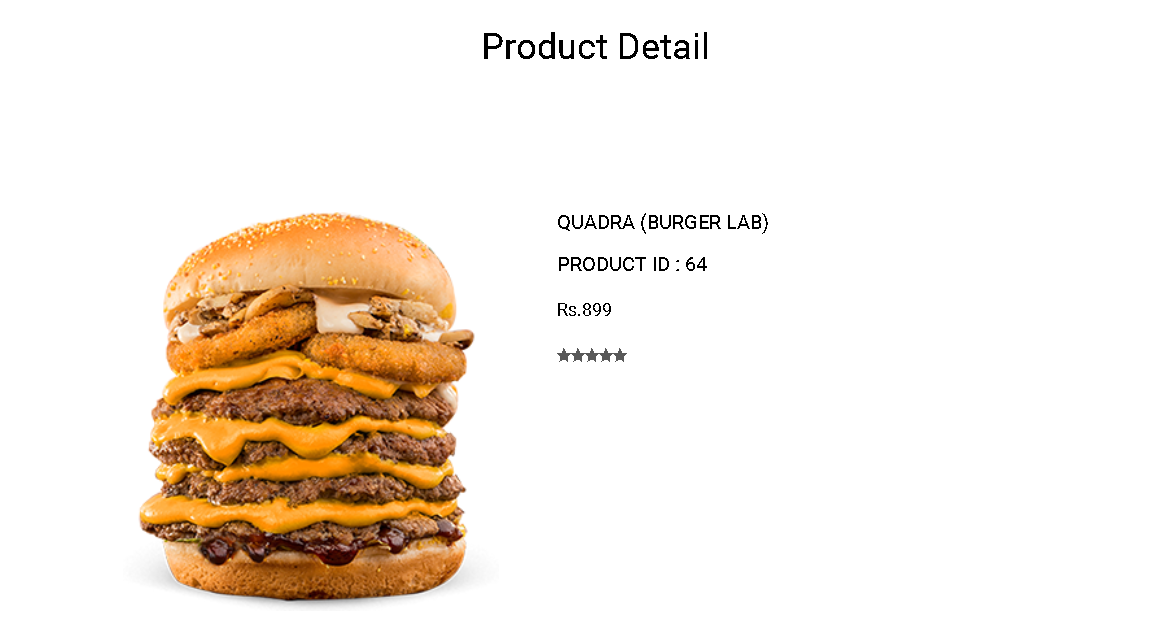 Product Detail
QUADRA (BURGER LAB)
PRODUCT ID : 64
Rs.899
★★★★★